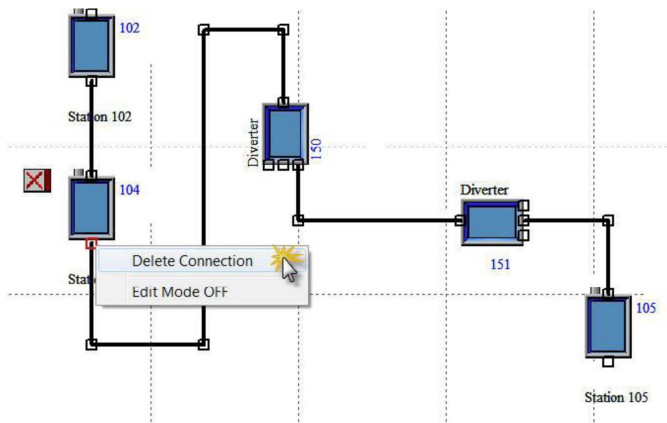 102
Station 102
104
Diverter
150
Diverter
151
Delete Connection
Edit Mode OFF
105
Station 105